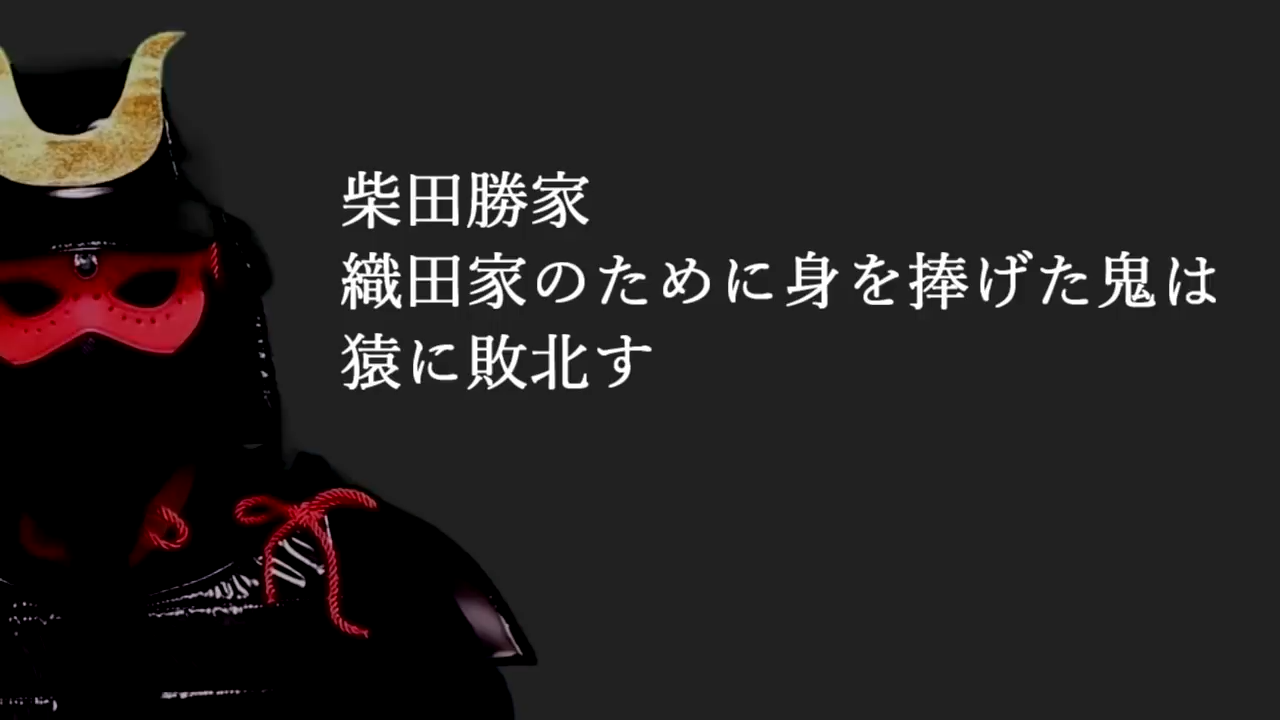 柴田勝家
織田家のために身を捧げた鬼は
猿に敗北す